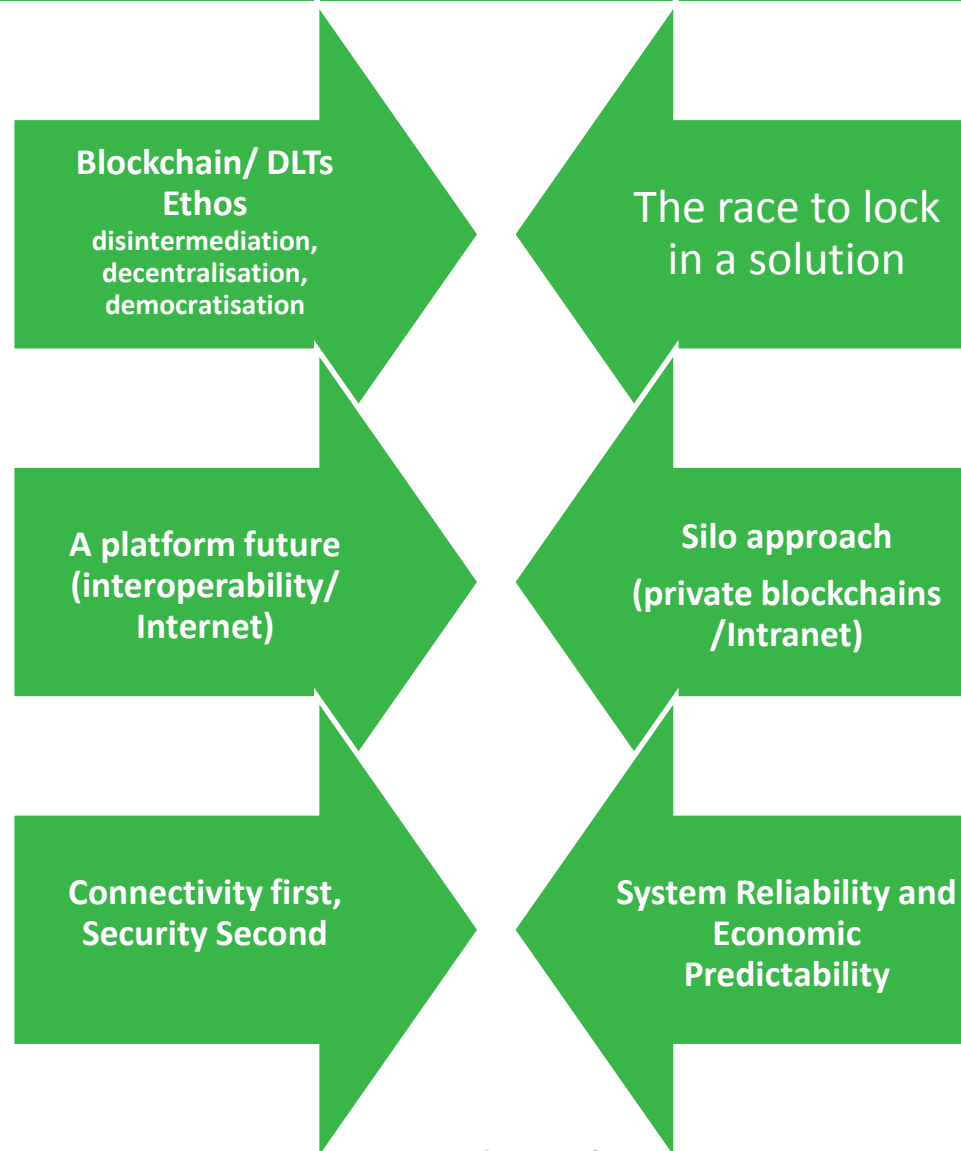 Blockchain/ DLTs
Ethos
disintermediation,
decentralisation,
democratisation
The race to lock
in a solution
A platform future
(interoperability/
Internet)
Silo approach
(private blockchains
/Intranet)
Connectivity first,
Security Second
System Reliability and
Economic
Predictability